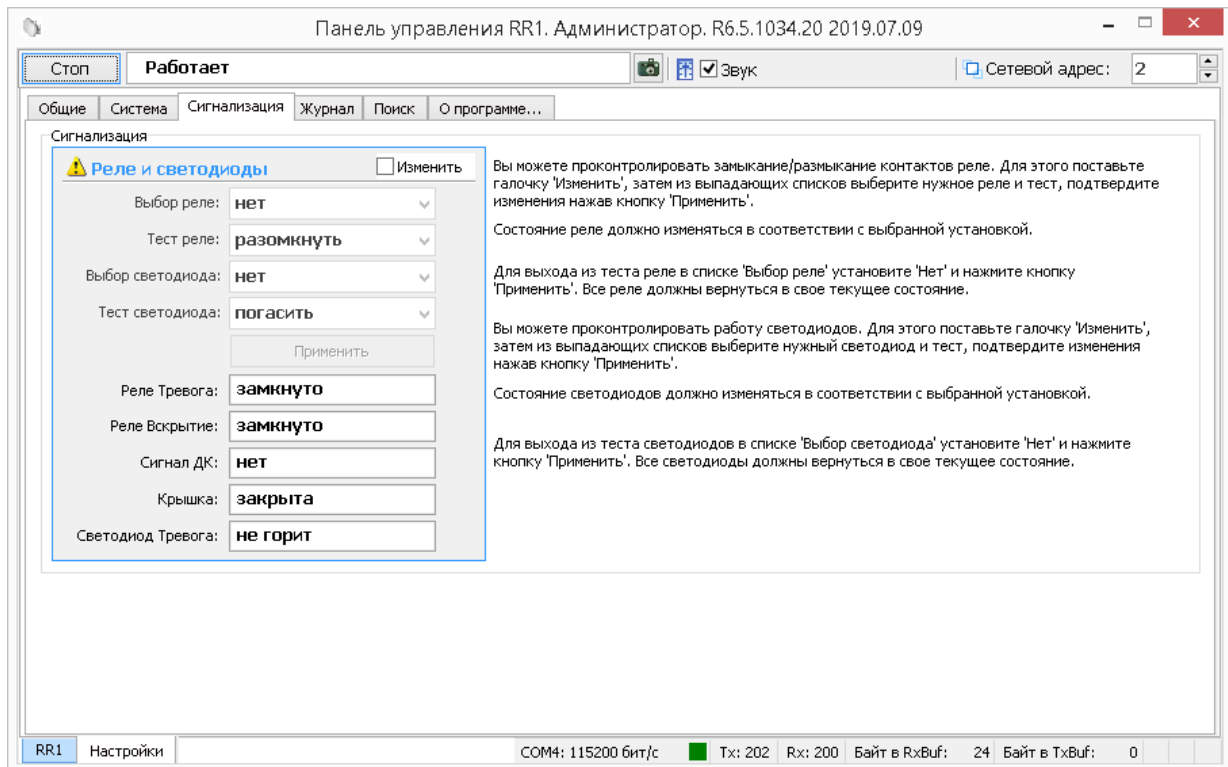 Панель управления RR1. Администратор. R6.5.1034.20 2019.07.09
Стоп Работает Звук Сетевой адрес: 2
Общие Система Сигнализация Журнал Поиск О программе...
Сигнализация
Реле и светодиоды Изменить
Выбор реле: нет
Тест реле: разомкнуть
Выбор светодиода: нет
Тест светодиода: погасить
Применить
Реле Тревога: замкнуто
Реле Вскрытие: замкнуто
Сигнал ДК: нет
Крышка: закрыта
Светодиод Тревога: не горит
Вы можете проконтролировать замыкание/размыкание контактов реле. Для этого поставьте
галочку 'Изменить', затем из выпадающих списков выберите нужное реле и тест, подтвердите
изменения нажав кнопку 'Применить'.
Состояние реле должно изменяться в соответствии с выбранной установкой.
Для выхода из теста реле в списке 'Выбор реле' установите 'Нет' и нажмите кнопку
'Применить'. Все реле должны вернуться в свое текущее состояние.
Вы можете проконтролировать работу светодиодов. Для этого поставьте галочку 'Изменить',
затем из выпадающих списков выберите нужный светодиод и тест, подтвердите изменения
нажав кнопку 'Применить'.
Состояние светодиодов должно изменяться в соответствии с выбранной установкой.
Для выхода из теста светодиодов в списке 'Выбор светодиода' установите 'Нет' и нажмите
кнопку 'Применить'. Все светодиоды должны вернуться в свое текущее состояние.
RR1 Настройки COM4: 115200 бит/с Tx: 202 Rx: 200 Байт в RxBuf: 24 Байт в TxBuf: 0